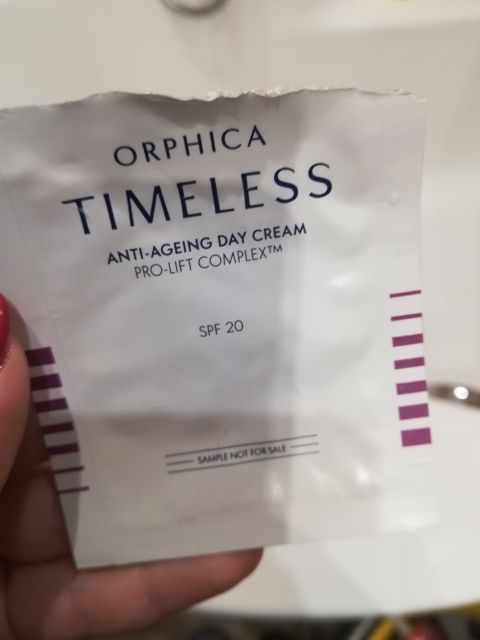 ORPHICA
TIMELESS
ANTI-AGEING DAY CREAM
PRO-LIFT COMPLEX™
SPF 20
SAMPLE NOT FOR SALE